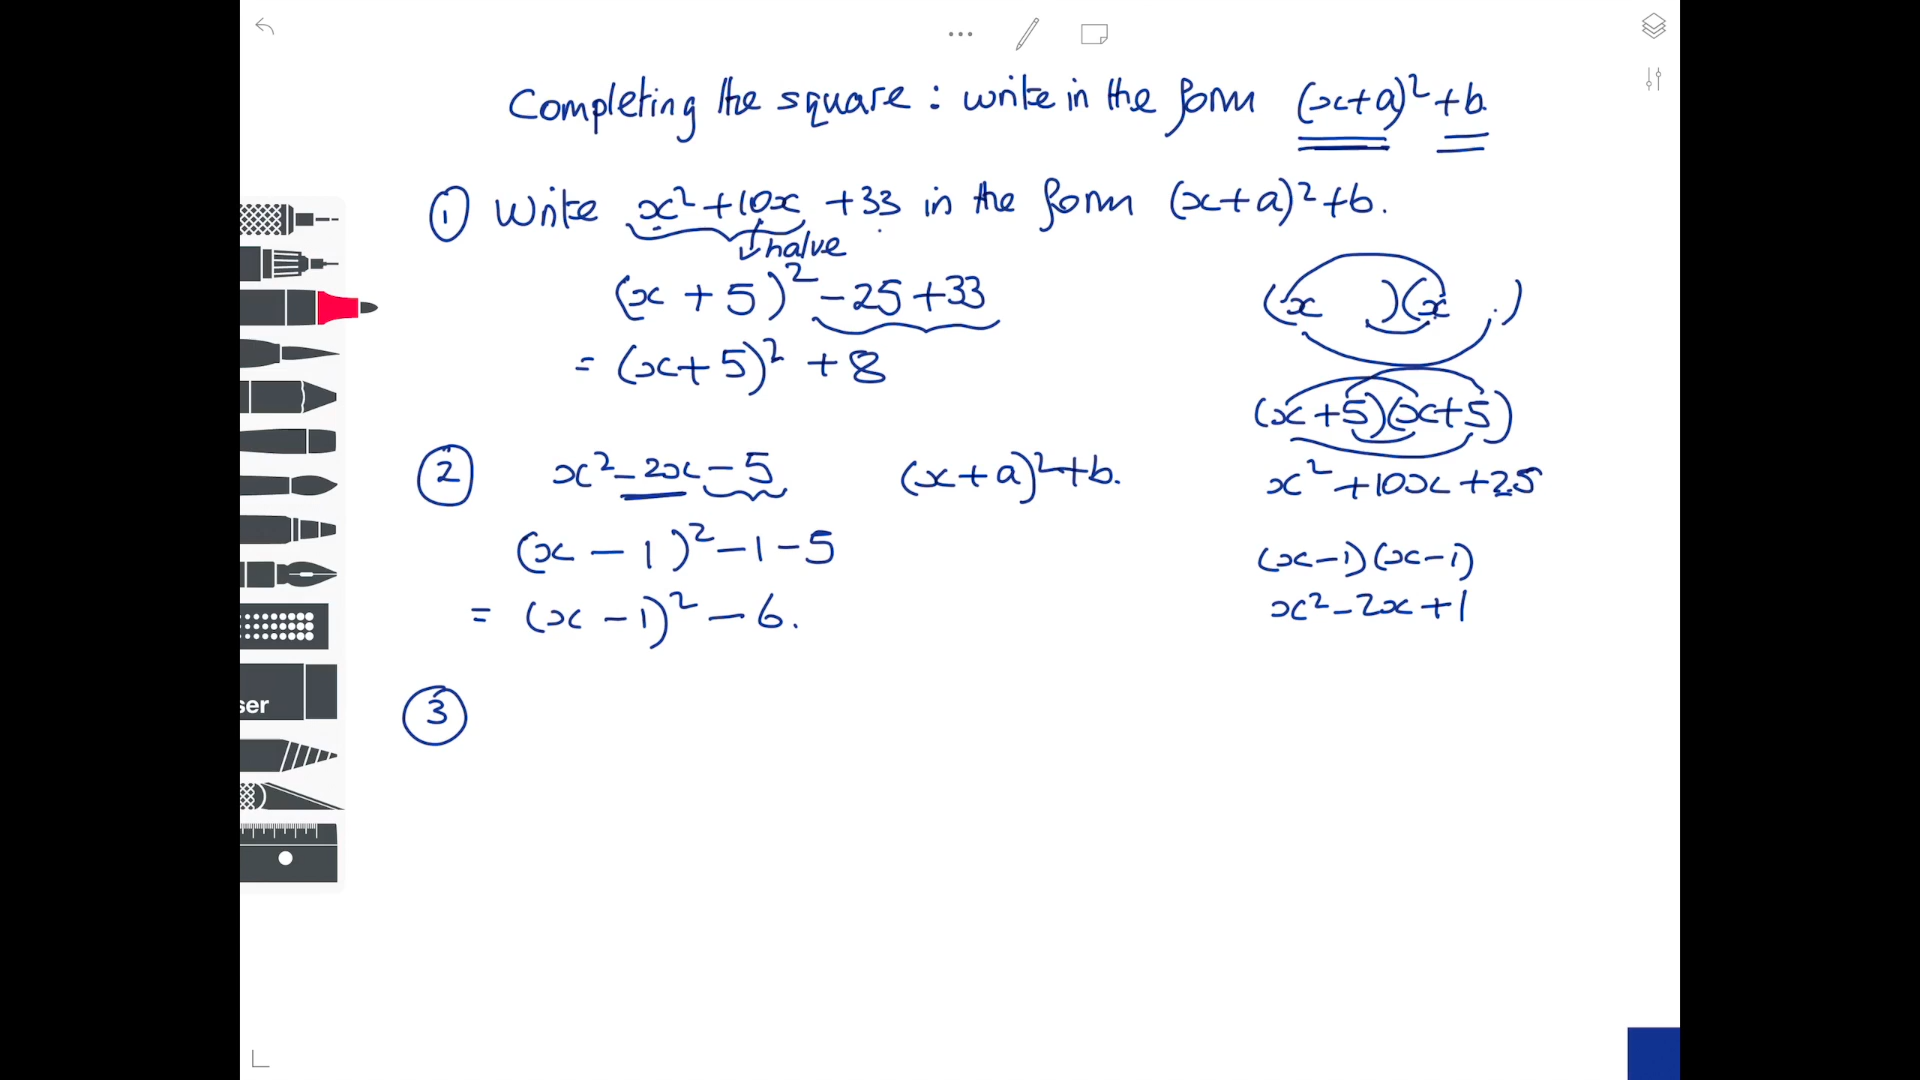 Completing the square : write in the form (x+a)²+b
① Write x²+10x +33 in the form (x+a)²+b.
halve
(x + 5)² -25+33
= (x+5)² +8
(x )(x .)
(x+5)(x+5)
x² +10x +25
② x²-2x-5 (x+a)²+b.
(x - 1)²-1-5
= (x -1)² -6.
(x-1)(x-1)
x²-2x+1
③
ser